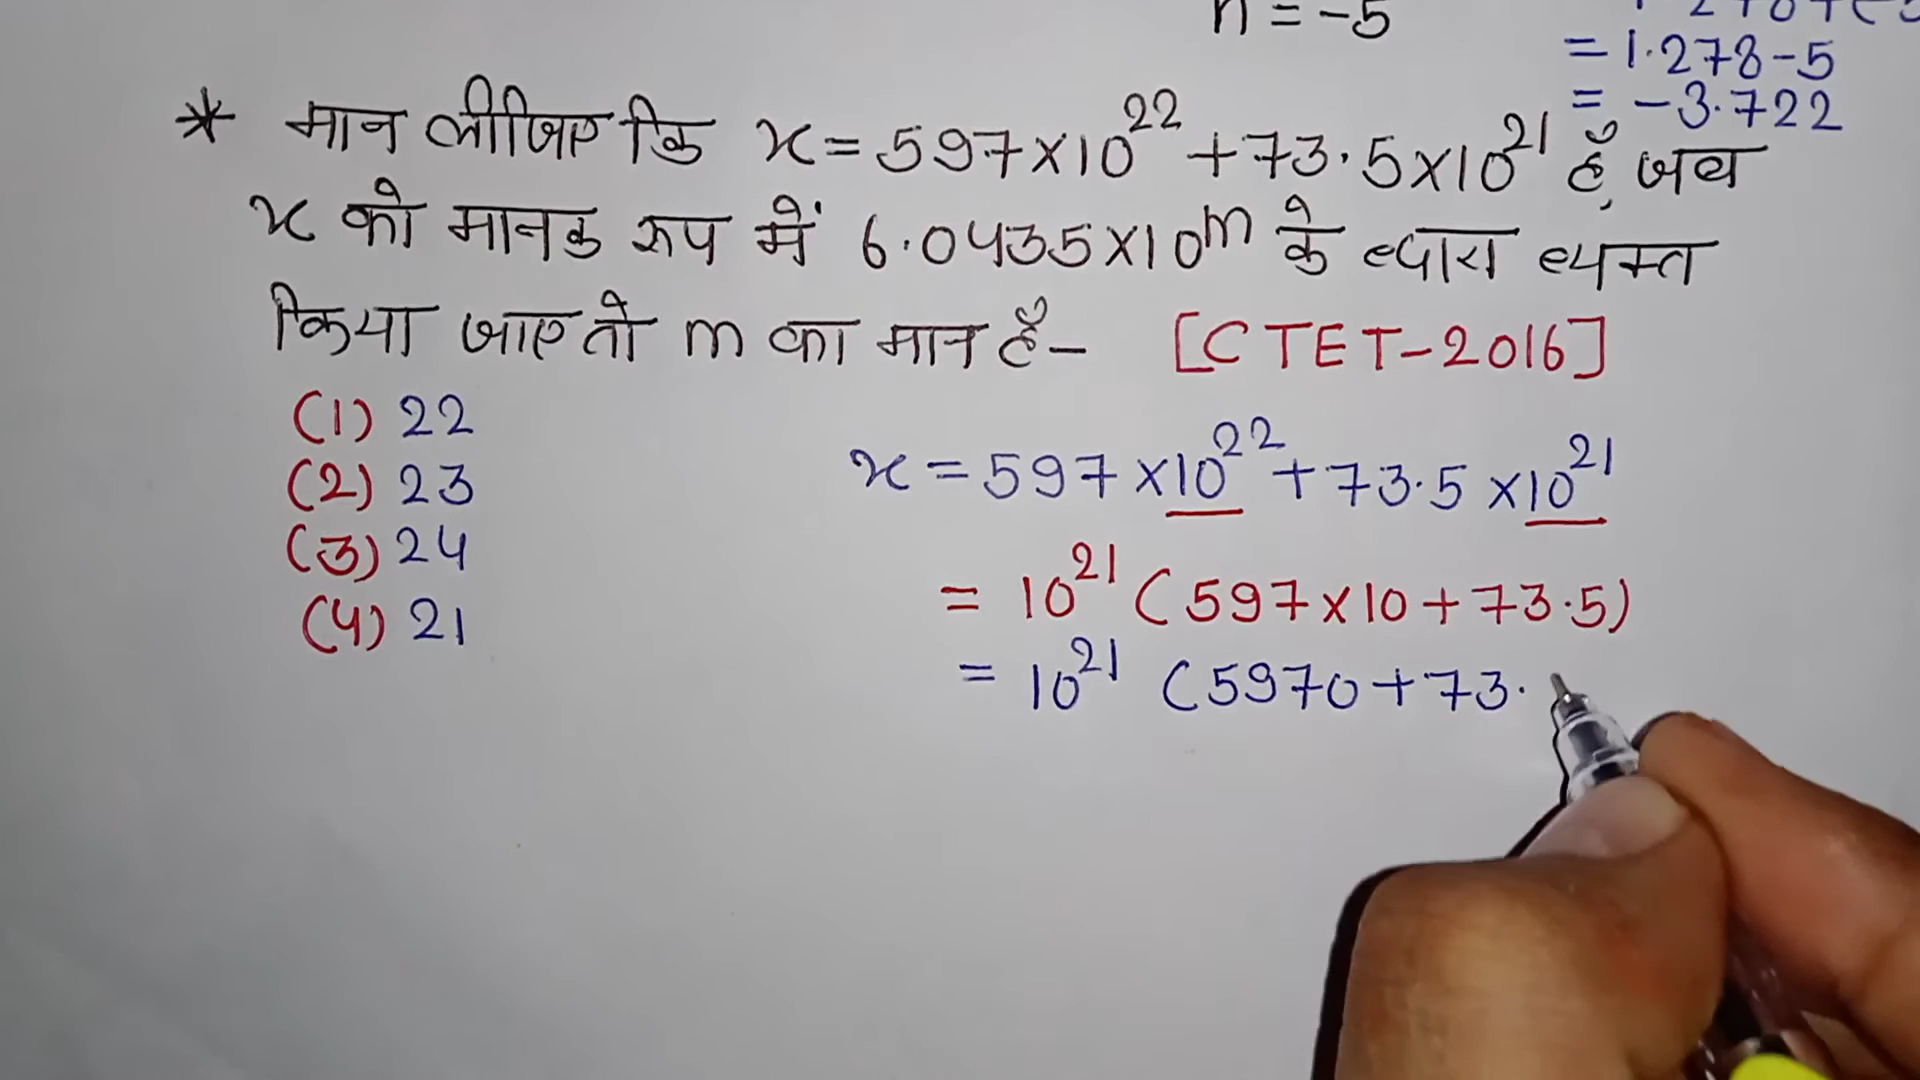 n = -5
= 1.278-5
= -3.722
* मान लीजिए कि x = 597×10²² + 73.5×10²¹ है, जब
x को मानक रूप में 6.0435×10ᵐ के द्वारा व्यक्त
किया जाए तो m का मान है- [CTET-2016]
(1) 22
(2) 23
(3) 24
(4) 21
x = 597 ×10²² + 73.5 ×10²¹
= 10²¹ (597×10+73.5)
= 10²¹ (5970+73.